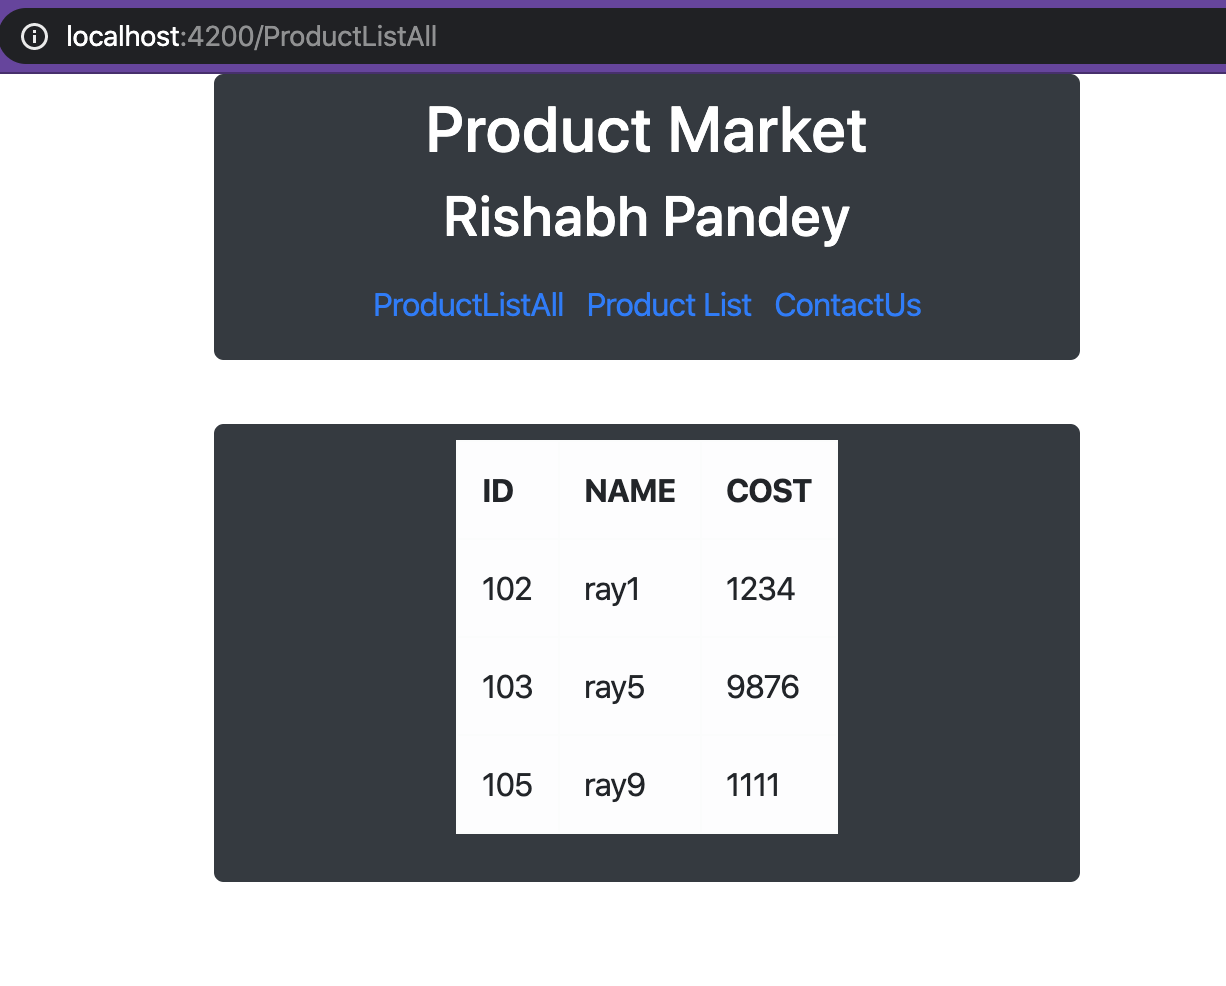 localhost:4200/ProductListAll
Product Market
Rishabh Pandey
ProductListAll Product List ContactUs
ID NAME COST
102 ray1 1234
103 ray5 9876
105 ray9 1111